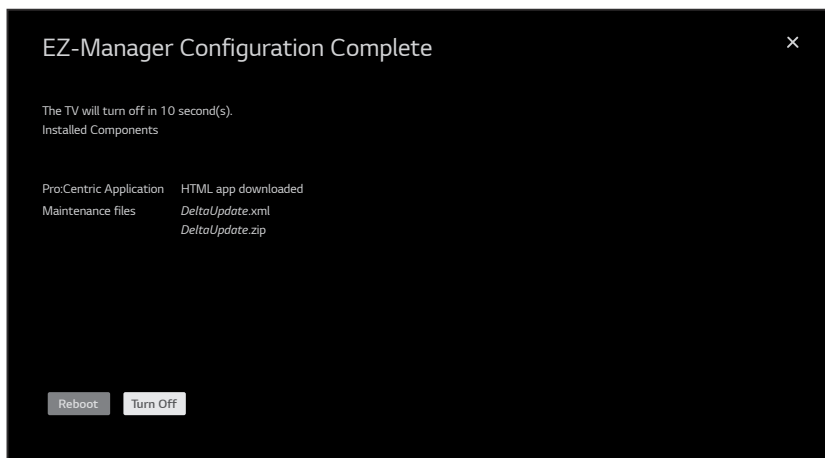 EZ-Manager Configuration Complete
The TV will turn off in 10 second(s).
Installed Components
Pro:Centric Application HTML app downloaded
Maintenance files DeltaUpdate.xml
DeltaUpdate.zip
Reboot Turn Off